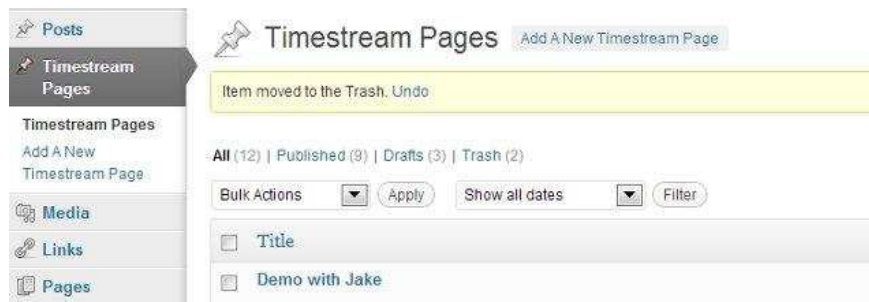 Posts
Timestream
Pages
Timestream Pages
Add A New
Timestream Page
Media
Links
Pages
Timestream Pages Add A New Timestream Page
Item moved to the Trash. Undo
All (12) | Published (9) | Drafts (3) | Trash (2)
Bulk Actions Apply Show all dates Filter
Title
Demo with Jake